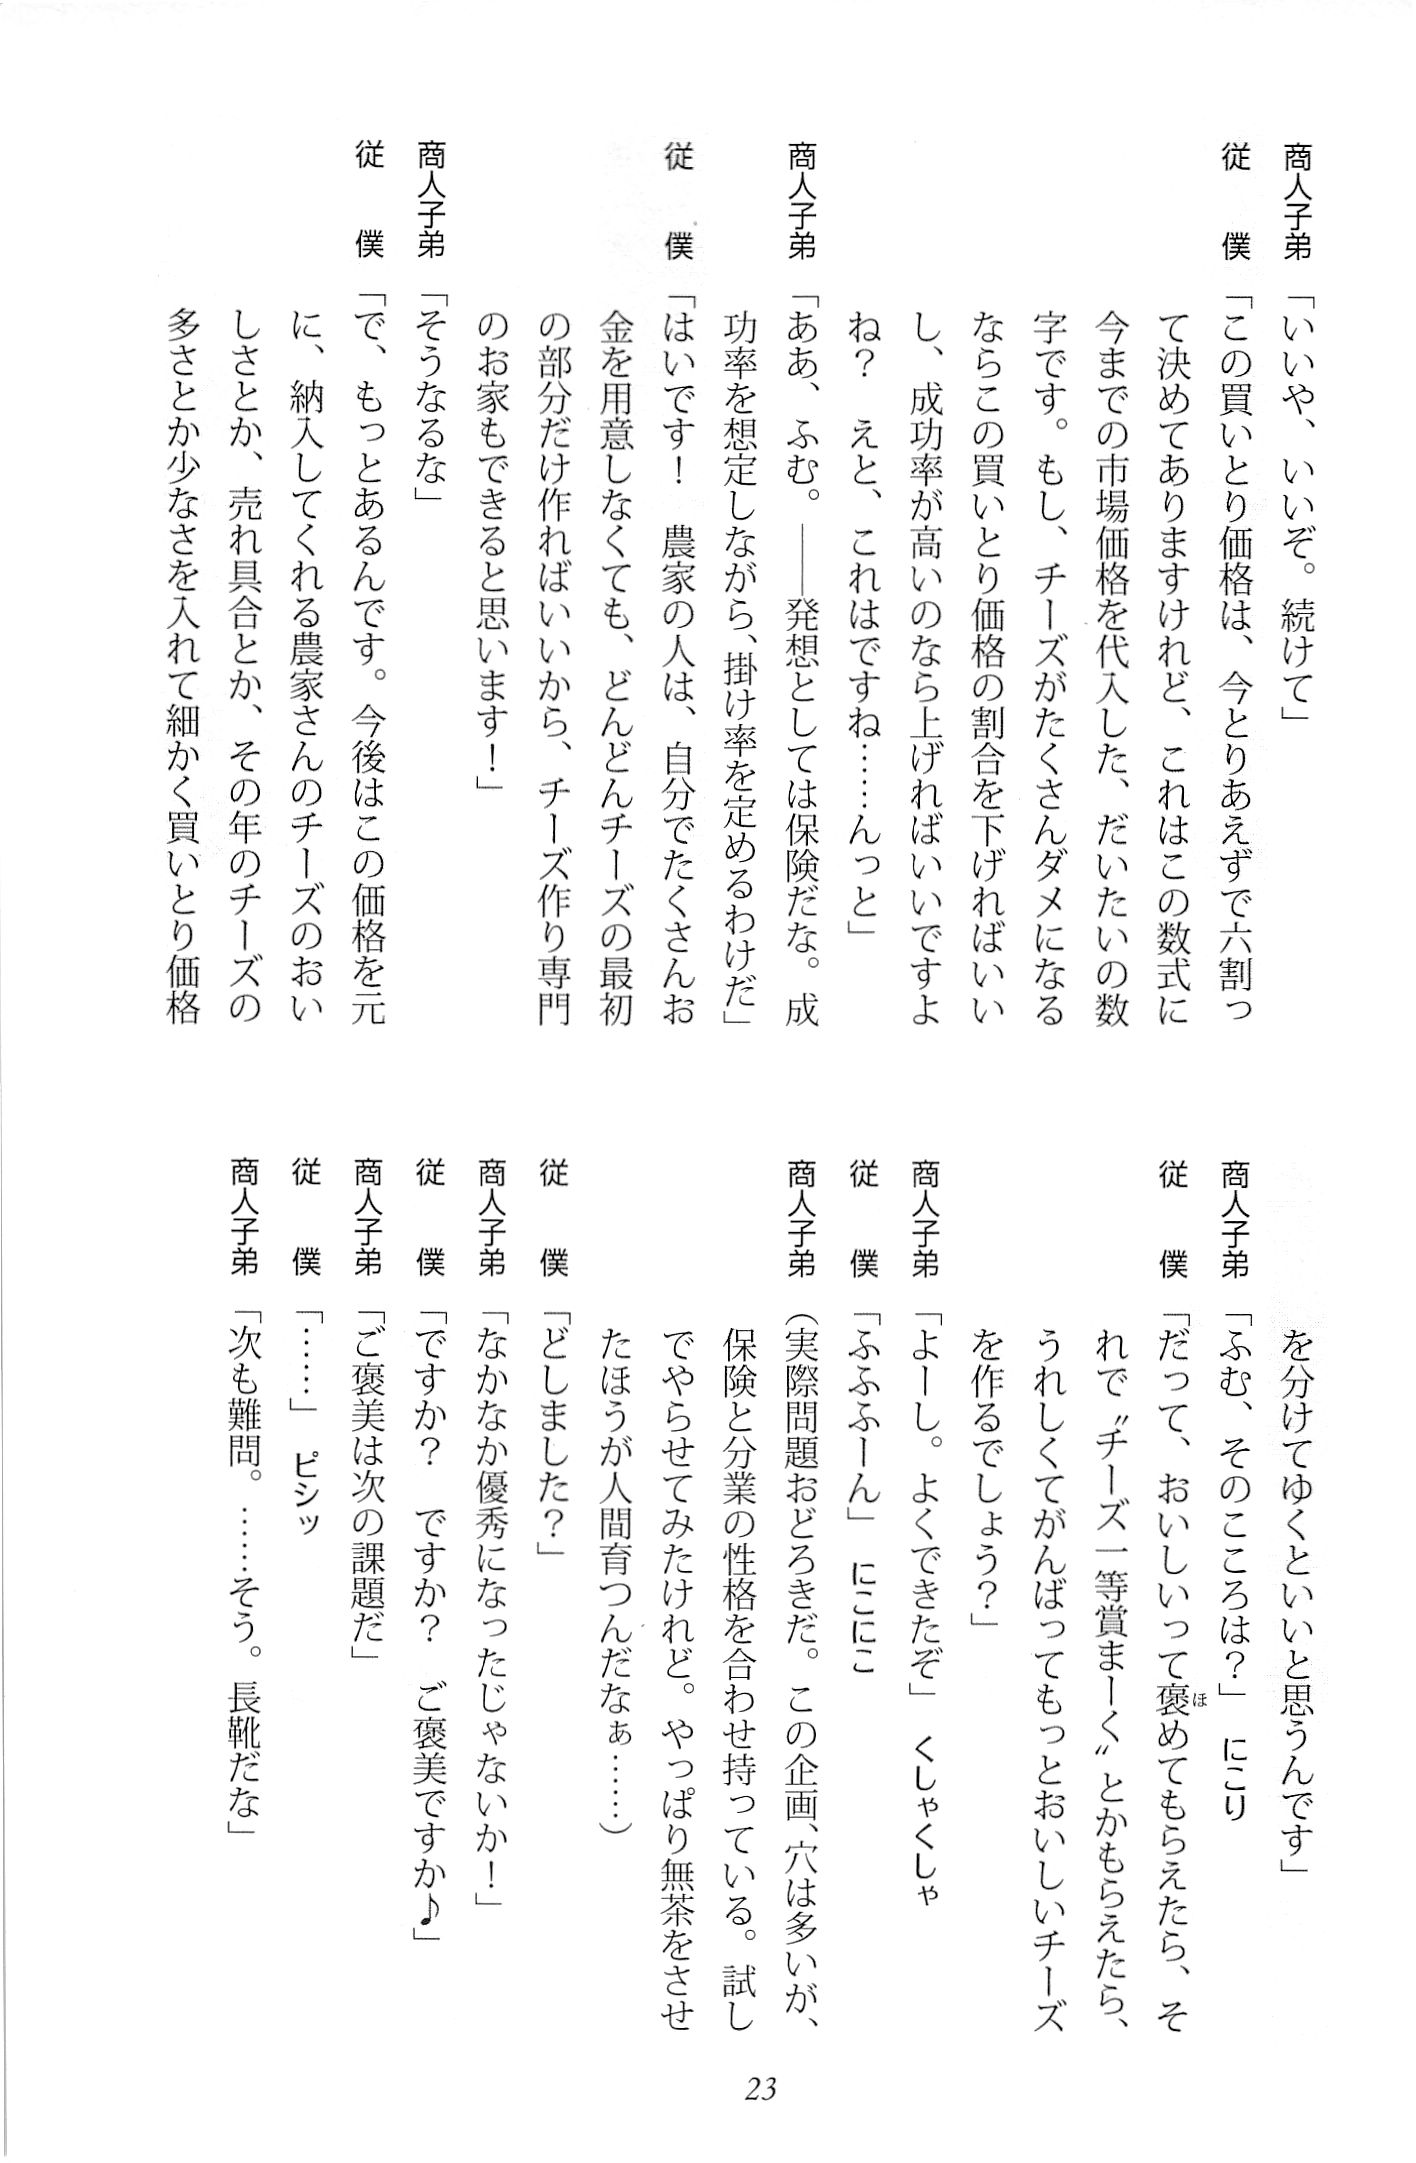 商人子弟「いいや、いいぞ。続けて」
従　僕「この買いとり価格は、今とりあえずで六割っ
て決めてありますけれど、これはこの数式に
今までの市場価格を代入した、だいたいの数
字です。もし、チーズがたくさんダメになる
ならこの買いとり価格の割合を下げればいい
し、成功率が高いのなら上げればいいですよ
ね？　えと、これはですね……んっと」
商人子弟「ああ、ふむ。――発想としては保険だな。成
功率を想定しながら、掛け率を定めるわけだ」
従　僕「はいです！　農家の人は、自分でたくさんお
金を用意しなくても、どんどんチーズの最初
の部分だけ作ればいいから、チーズ作り専門
のお家もできると思います！」
商人子弟「そうなるな」
従　僕「で、もっとあるんです。今後はこの価格を元
に、納入してくれる農家さんのチーズのおい
しさとか、売れ具合とか、その年のチーズの
多さとか少なさを入れて細かく買いとり価格
を分けてゆくといいと思うんです」
商人子弟「ふむ、そのこころは？」　にこり
従　僕「だって、おいしいって褒めてもらえたら、そ
れで〝チーズ一等賞まーく〟とかもらえたら、
うれしくてがんばってもっとおいしいチーズ
を作るでしょう？」
商人子弟「よーし。よくできたぞ」　くしゃくしゃ
従　僕「ふふふーん」　にこにこ
商人子弟（実際問題おどろきだ。この企画、穴は多いが、
保険と分業の性格を合わせ持っている。試し
でやらせてみたけれど。やっぱり無茶をさせ
たほうが人間育つんだなぁ……）
従　僕「どしました？」
商人子弟「なかなか優秀になったじゃないか！」
従　僕「ですか？　ですか？　ご褒美ですか♪」
商人子弟「ご褒美は次の課題だ」
従　僕「……」　ピシッ
商人子弟「次も難問。……そう。長靴だな」
23